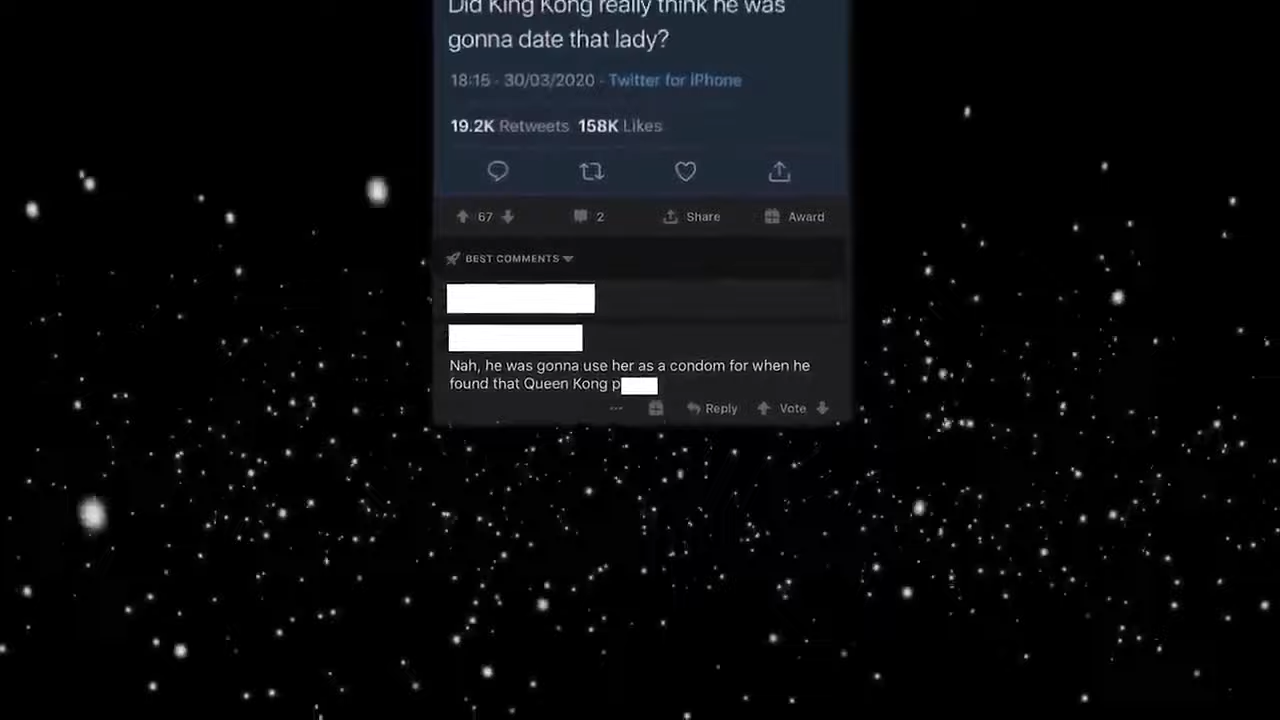 Did King Kong really think he was
gonna date that lady?
18:15 · 30/03/2020 · Twitter for iPhone
19.2K Retweets 158K Likes
67 2 Share Award
BEST COMMENTS
Nah, he was gonna use her as a condom for when he
found that Queen Kong p
Reply Vote